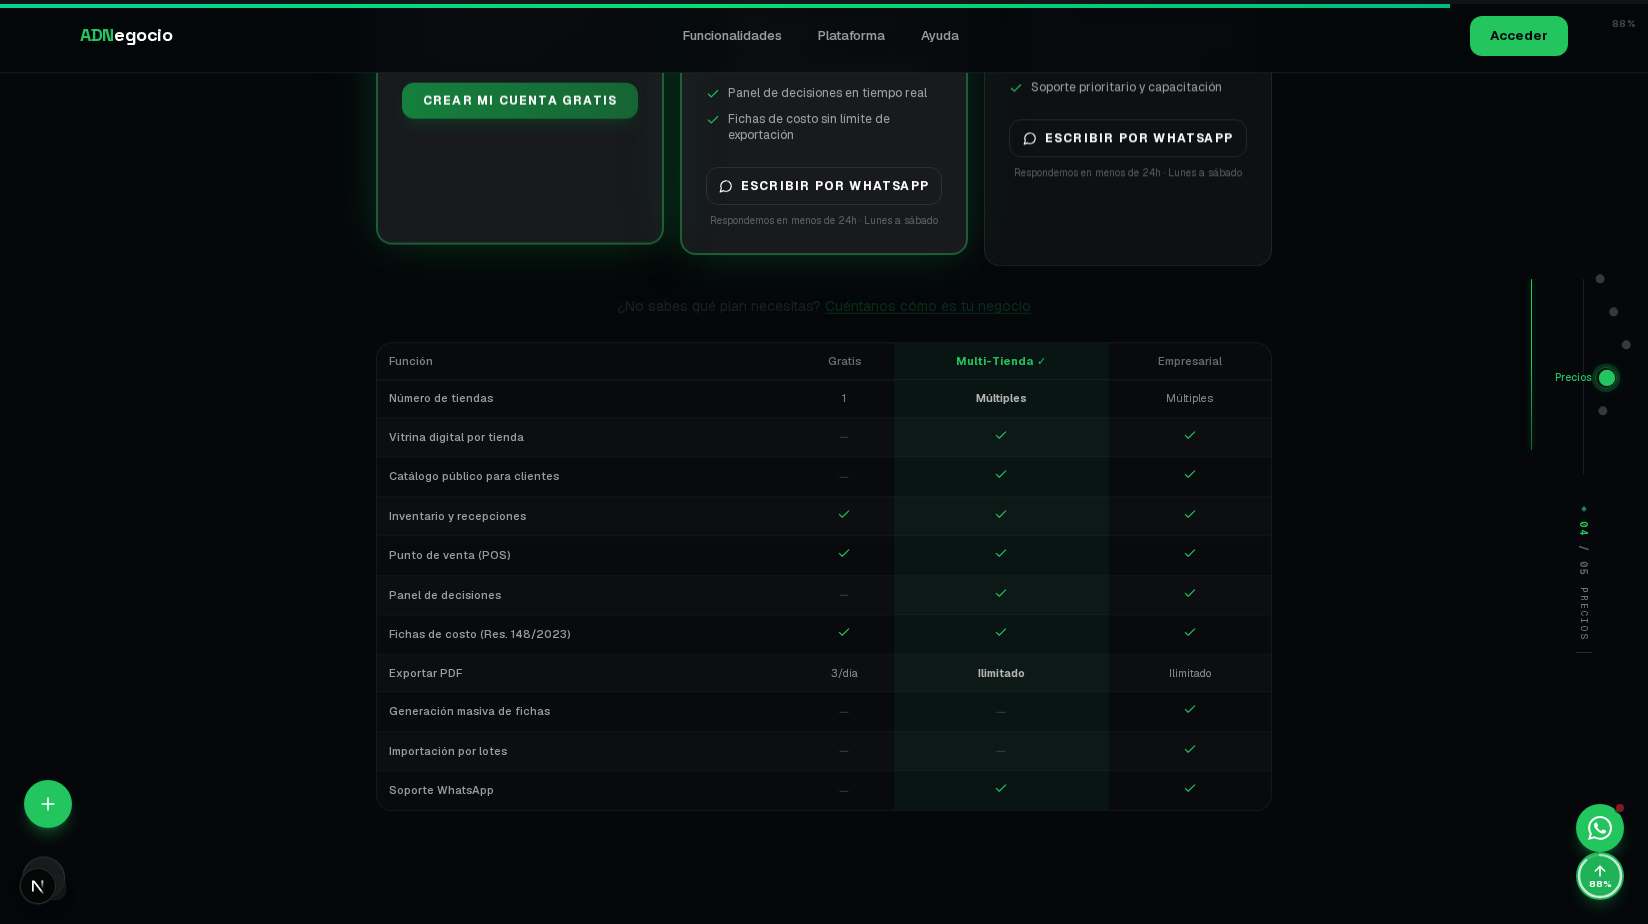 ADNegocio
Funcionalidades
Plataforma
Ayuda
Acceder
88%
CREAR MI CUENTA GRATIS
Panel de decisiones en tiempo real
Fichas de costo sin límite de
exportación
ESCRIBIR POR WHATSAPP
Respondemos en menos de 24h · Lunes a sábado
Soporte prioritario y capacitación
ESCRIBIR POR WHATSAPP
Respondemos en menos de 24h · Lunes a sábado
¿No sabes qué plan necesitas? Cuéntanos cómo es tu negocio
Función Gratis Multi-Tienda ✓ Empresarial
Número de tiendas 1 Múltiples Múltiples
Vitrina digital por tienda — ✓ ✓
Catálogo público para clientes — ✓ ✓
Inventario y recepciones ✓ ✓ ✓
Punto de venta (POS) ✓ ✓ ✓
Panel de decisiones — ✓ ✓
Fichas de costo (Res. 148/2023) ✓ ✓ ✓
Exportar PDF 3/día Ilimitado Ilimitado
Generación masiva de fichas — — ✓
Importación por lotes — — ✓
Soporte WhatsApp — ✓ ✓
Precios
04 / 05 PRECIOS
N
88%